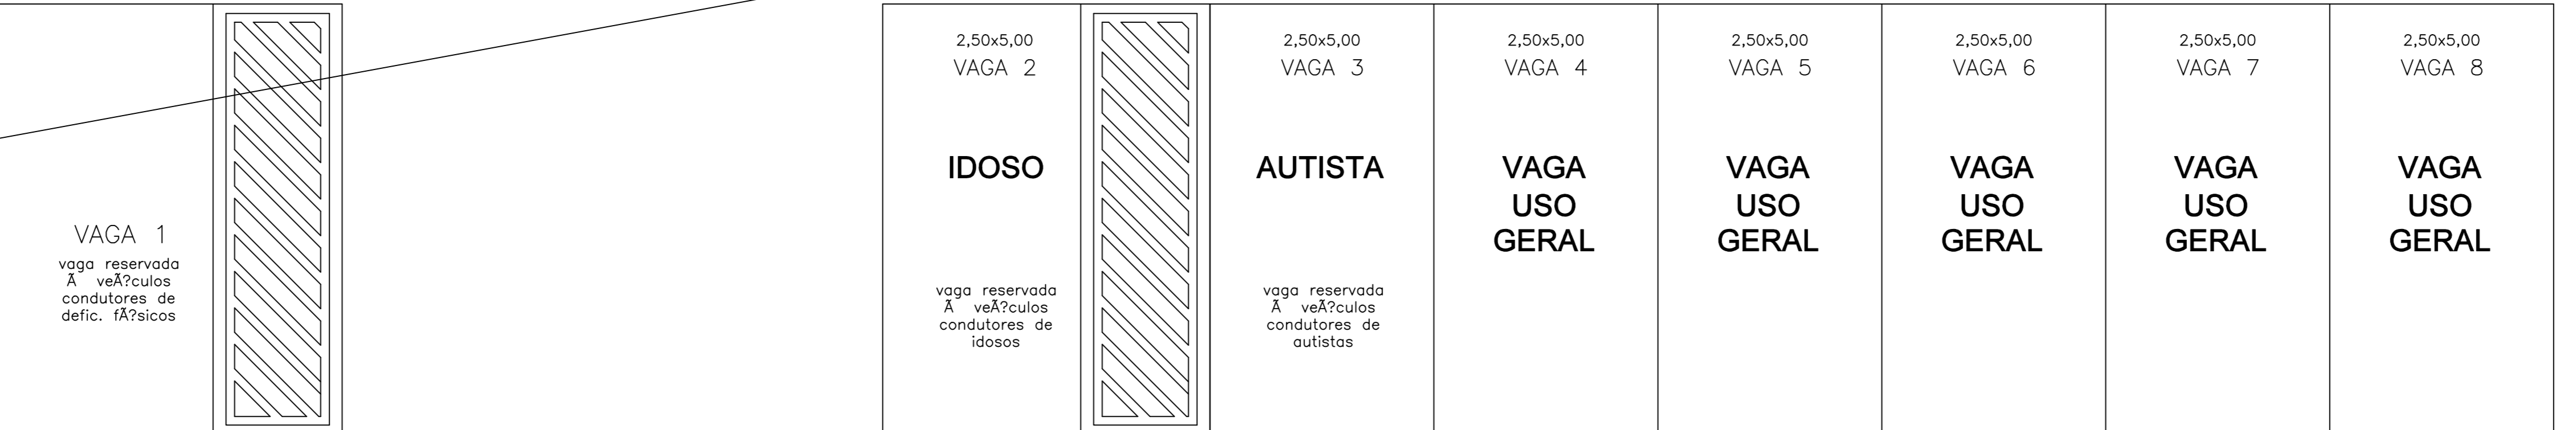 VAGA 1
vaga reservada
Ã veÃ?culos
condutores de
defic. fÃ?sicos
2,50x5,00
VAGA 2
IDOSO
vaga reservada
Ã veÃ?culos
condutores de
idosos
2,50x5,00
VAGA 3
AUTISTA
vaga reservada
Ã veÃ?culos
condutores de
autistas
2,50x5,00
VAGA 4
VAGA
USO
GERAL
2,50x5,00
VAGA 5
VAGA
USO
GERAL
2,50x5,00
VAGA 6
VAGA
USO
GERAL
2,50x5,00
VAGA 7
VAGA
USO
GERAL
2,50x5,00
VAGA 8
VAGA
USO
GERAL